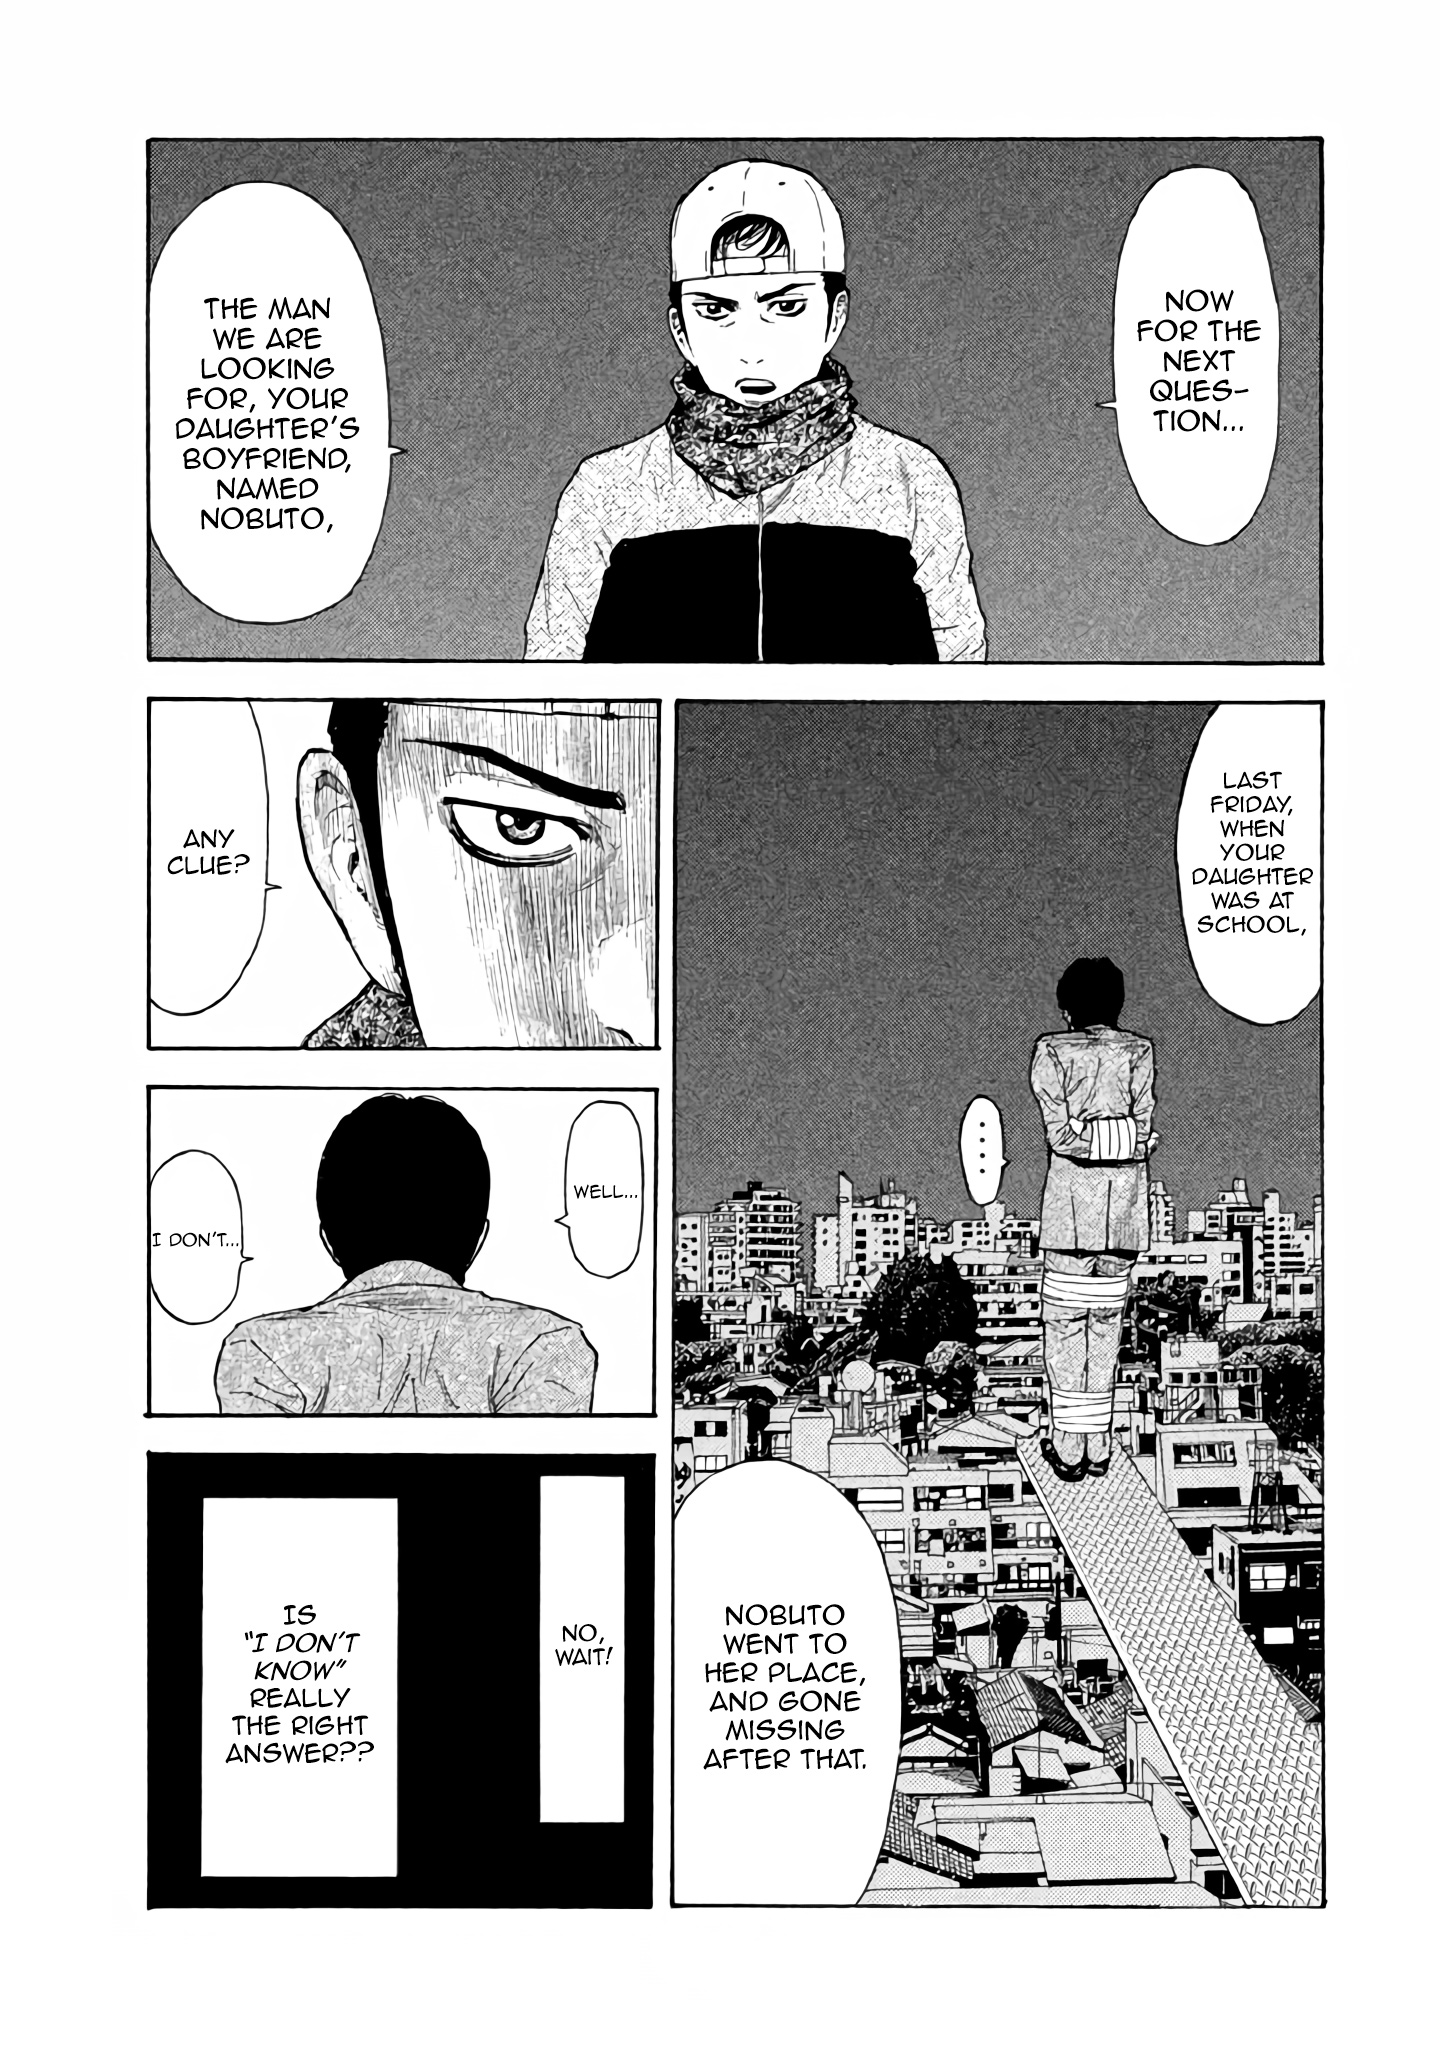 NOW
FOR THE
NEXT
QUES-
TION...
THE MAN
WE ARE
LOOKING
FOR, YOUR
DAUGHTER'S
BOYFRIEND,
NAMED
NOBUTO,
LAST
FRIDAY,
WHEN
YOUR
DAUGHTER
WAS AT
SCHOOL,
....
NOBUTO
WENT TO
HER PLACE,
AND GONE
MISSING
AFTER THAT.
ANY
CLUE?
WELL...
I DON'T...
NO,
WAIT!
IS
"I DON'T
KNOW"
REALLY
THE RIGHT
ANSWER??